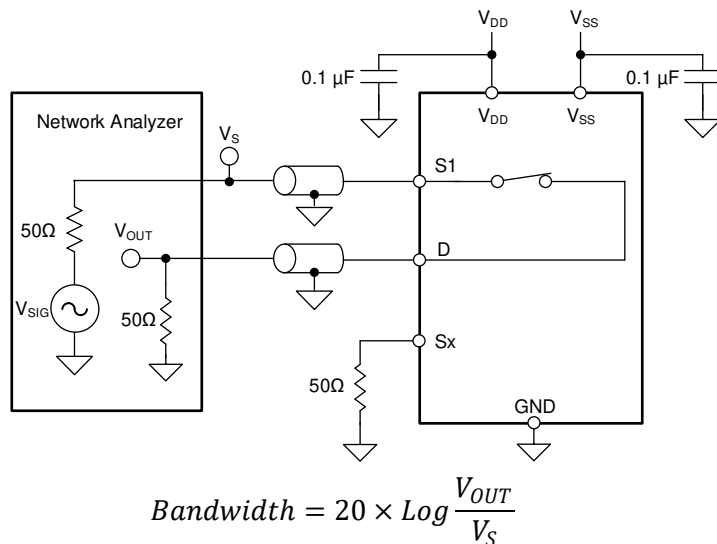 V_DD
V_SS
0.1 µF
0.1 µF
Network Analyzer
V_DD
V_SS
V_S
S1
50Ω
V_OUT
D
V_SIG
50Ω
Sx
50Ω
GND
Bandwidth = 20 × Log V_OUT / V_S